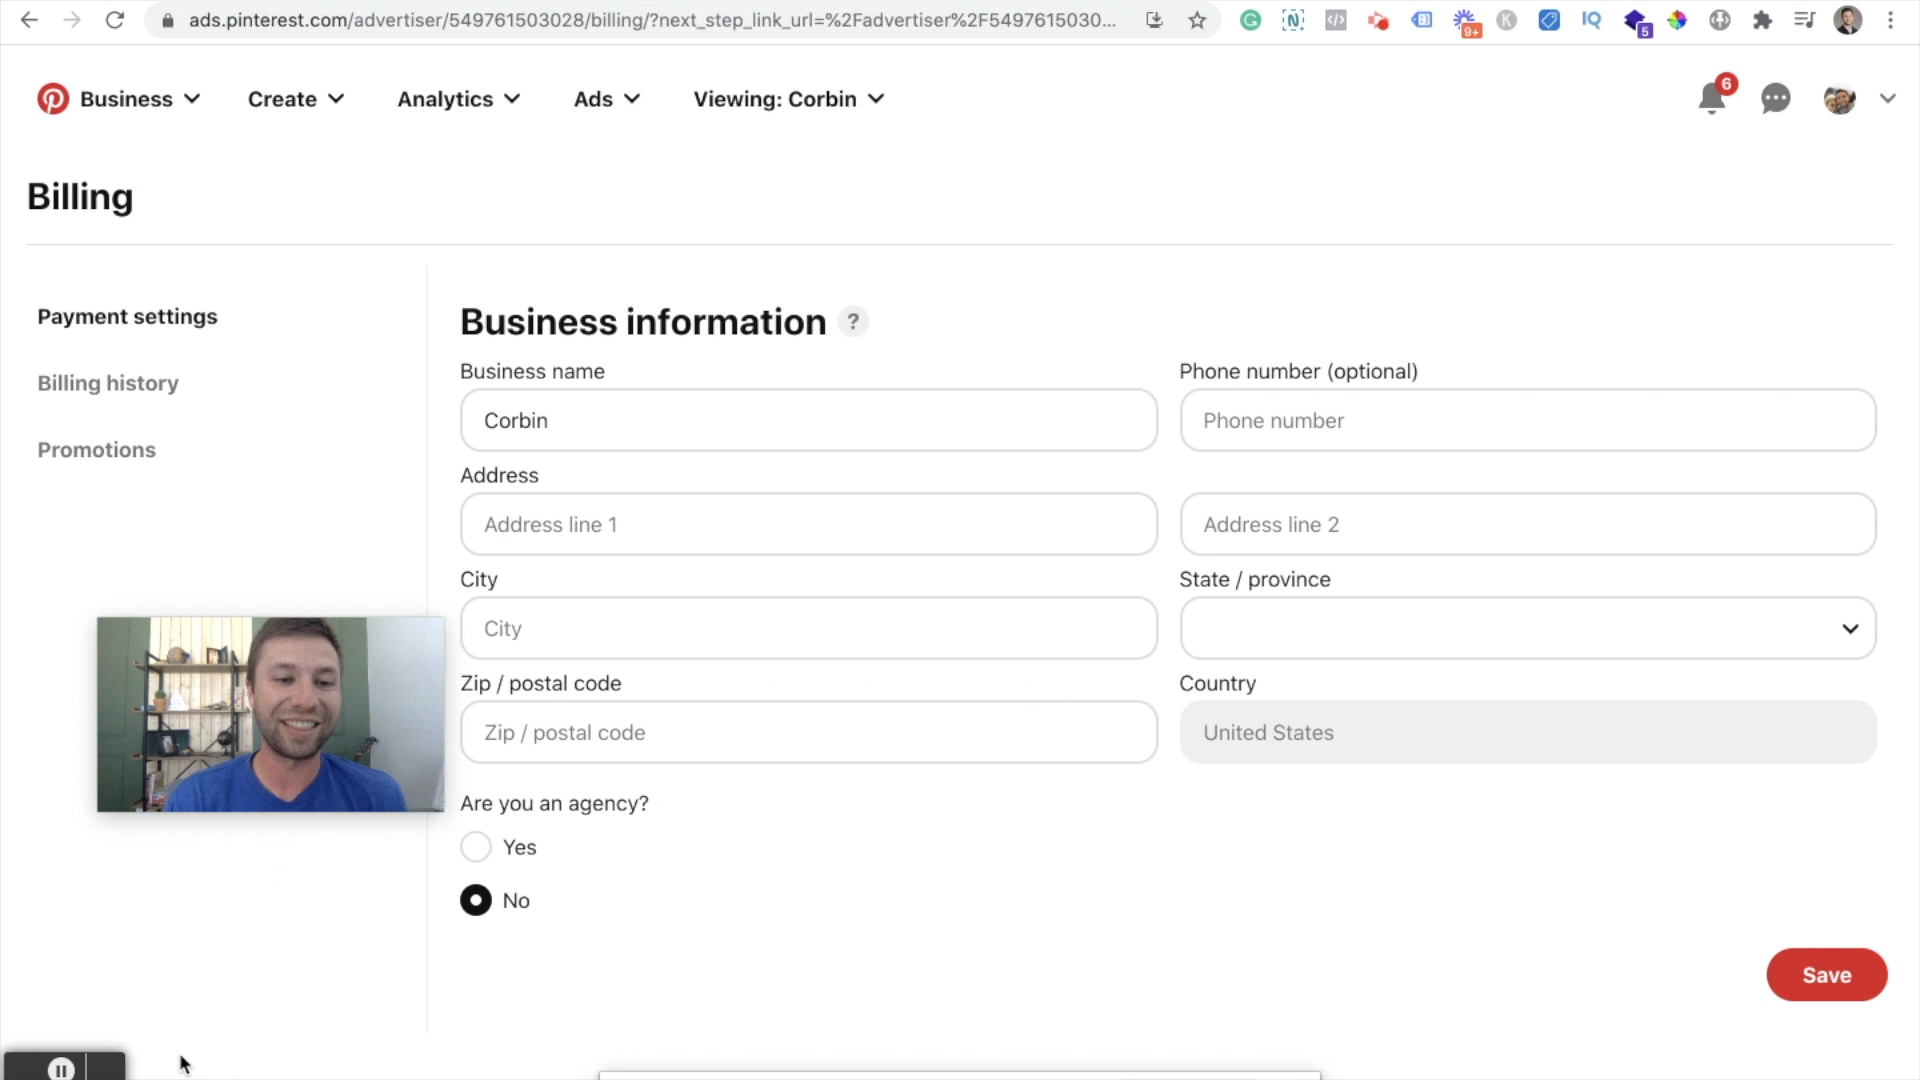 ads.pinterest.com/advertiser/549761503028/billing/?next_step_link_url=%2Fadvertiser%2F5497615030...
9+
K
IQ
5
Business
Create
Analytics
Ads
Viewing: Corbin
6
Billing
Payment settings
Billing history
Promotions
Business information ?
Business name
Phone number (optional)
Corbin
Phone number
Address
Address line 1
Address line 2
City
State / province
City
Zip / postal code
Country
Zip / postal code
United States
Are you an agency?
Yes
No
Save